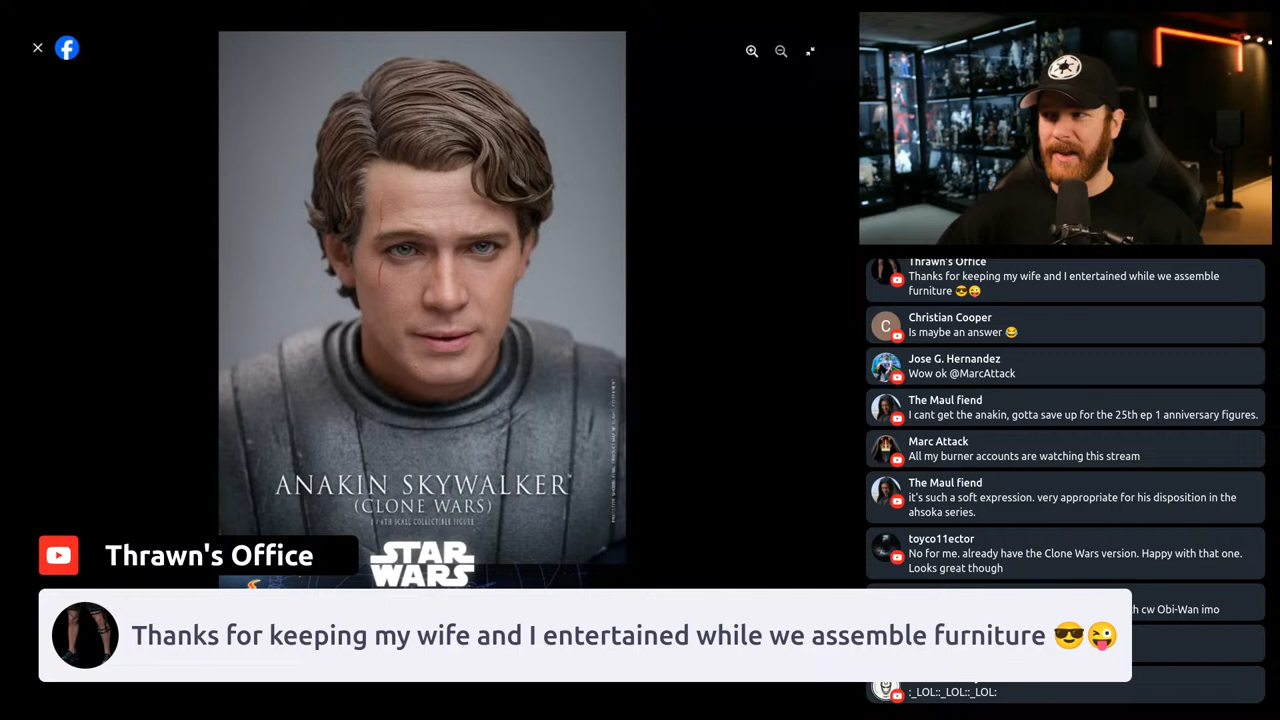 ANAKIN SKYWALKER
(CLONE WARS)
1/6TH SCALE COLLECTIBLE FIGURE
STAR
WARS
Thrawn's Office
Thanks for keeping my wife and I entertained while we assemble furniture 😎😜
Thrawn's Office
Thanks for keeping my wife and I entertained while we assemble
furniture 😎😜
C
Christian Cooper
Is maybe an answer 😂
Jose G. Hernandez
Wow ok @MarcAttack
The Maul fiend
I cant get the anakin, gotta save up for the 25th ep 1 anniversary figures.
Marc Attack
All my burner accounts are watching this stream
The Maul fiend
it's such a soft expression. very appropriate for his disposition in the
ahsoka series.
toyco11ector
No for me. already have the Clone Wars version. Happy with that one.
Looks great though
cw Obi-Wan imo
:_LOL::_LOL::_LOL: